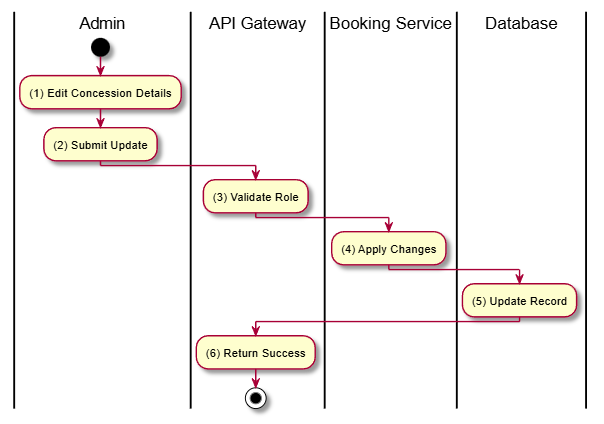 Admin
API Gateway
Booking Service
Database
(1) Edit Concession Details
(2) Submit Update
(3) Validate Role
(4) Apply Changes
(5) Update Record
(6) Return Success